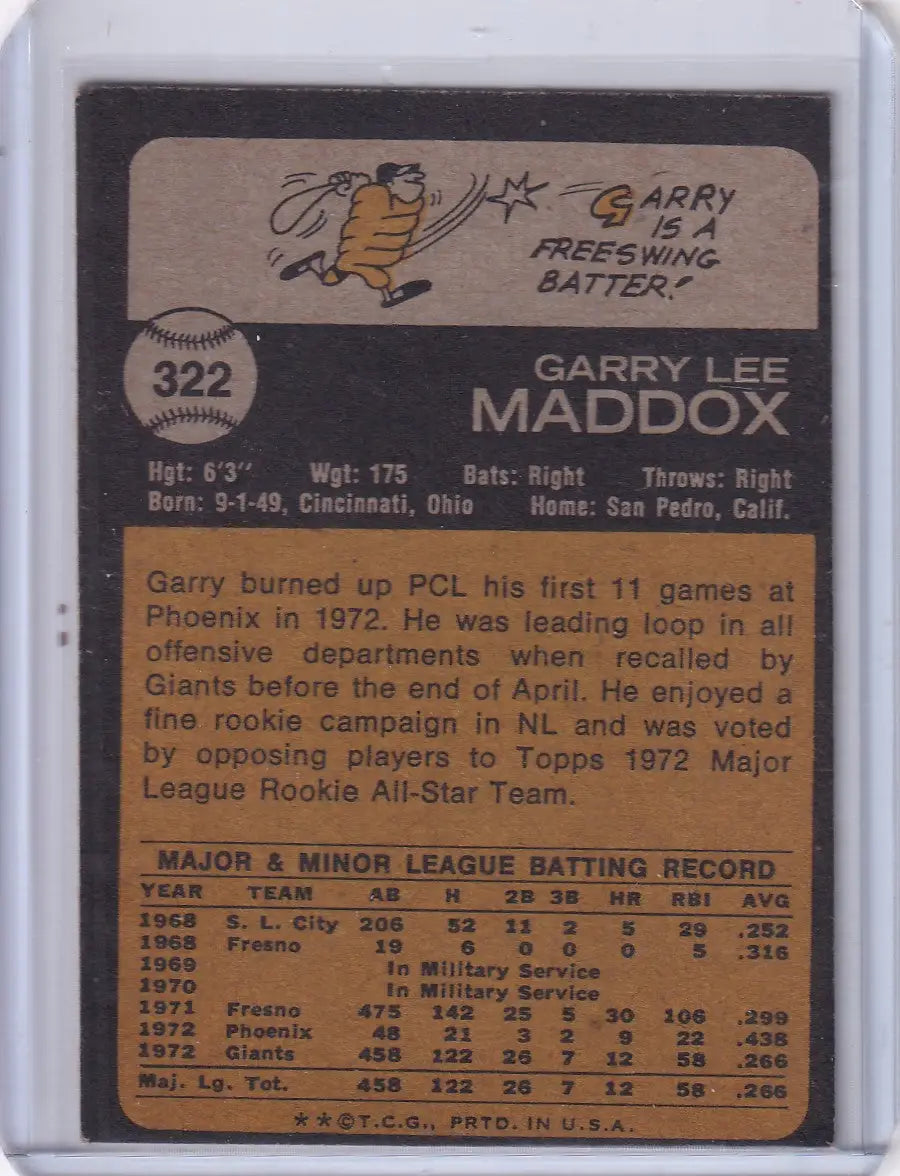 GARRY
IS A
FREESWING
BATTER!
322
GARRY LEE
MADDOX
Hgt: 6'3" Wgt: 175 Bats: Right Throws: Right
Born: 9-1-49, Cincinnati, Ohio Home: San Pedro, Calif.
Garry burned up PCL his first 11 games at
Phoenix in 1972. He was leading loop in all
offensive departments when recalled by
Giants before the end of April. He enjoyed a
fine rookie campaign in NL and was voted
by opposing players to Topps 1972 Major
League Rookie All-Star Team.
MAJOR & MINOR LEAGUE BATTING RECORD
YEAR TEAM AB H 2B 3B HR RBI AVG
1968 S. L. City 206 52 11 2 5 29 .252
1968 Fresno 19 6 0 0 0 5 .316
1969 In Military Service
1970 In Military Service
1971 Fresno 475 142 25 5 30 106 .299
1972 Phoenix 48 21 3 2 9 22 .438
1972 Giants 458 122 26 7 12 58 .266
Maj. Lg. Tot. 458 122 26 7 12 58 .266
**©T.C.G., PRTD. IN U.S.A.